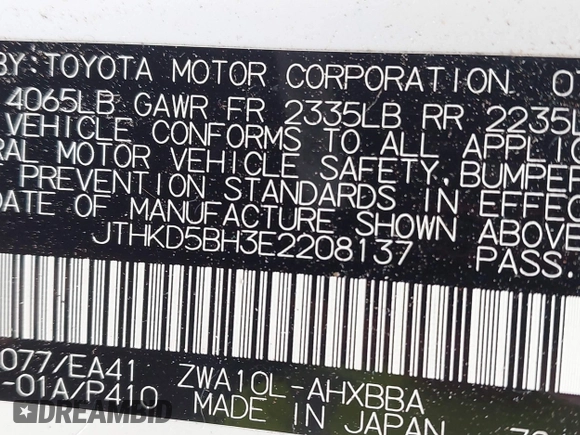 BY: TOYOTA MOTOR CORPORATION
4065LB GAWR FR 2335LB RR 2235L
VEHICLE CONFORMS TO ALL APPLIC
RAL MOTOR VEHICLE SAFETY, BUMPER
PREVENTION STANDARDS IN EFFEC
DATE OF MANUFACTURE SHOWN ABOVE
JTHKD5BH3E2208137 PASS.
077/EA41 ZWA10L-AHXBBA
-01A/P410 MADE IN JAPAN
DREAMBID